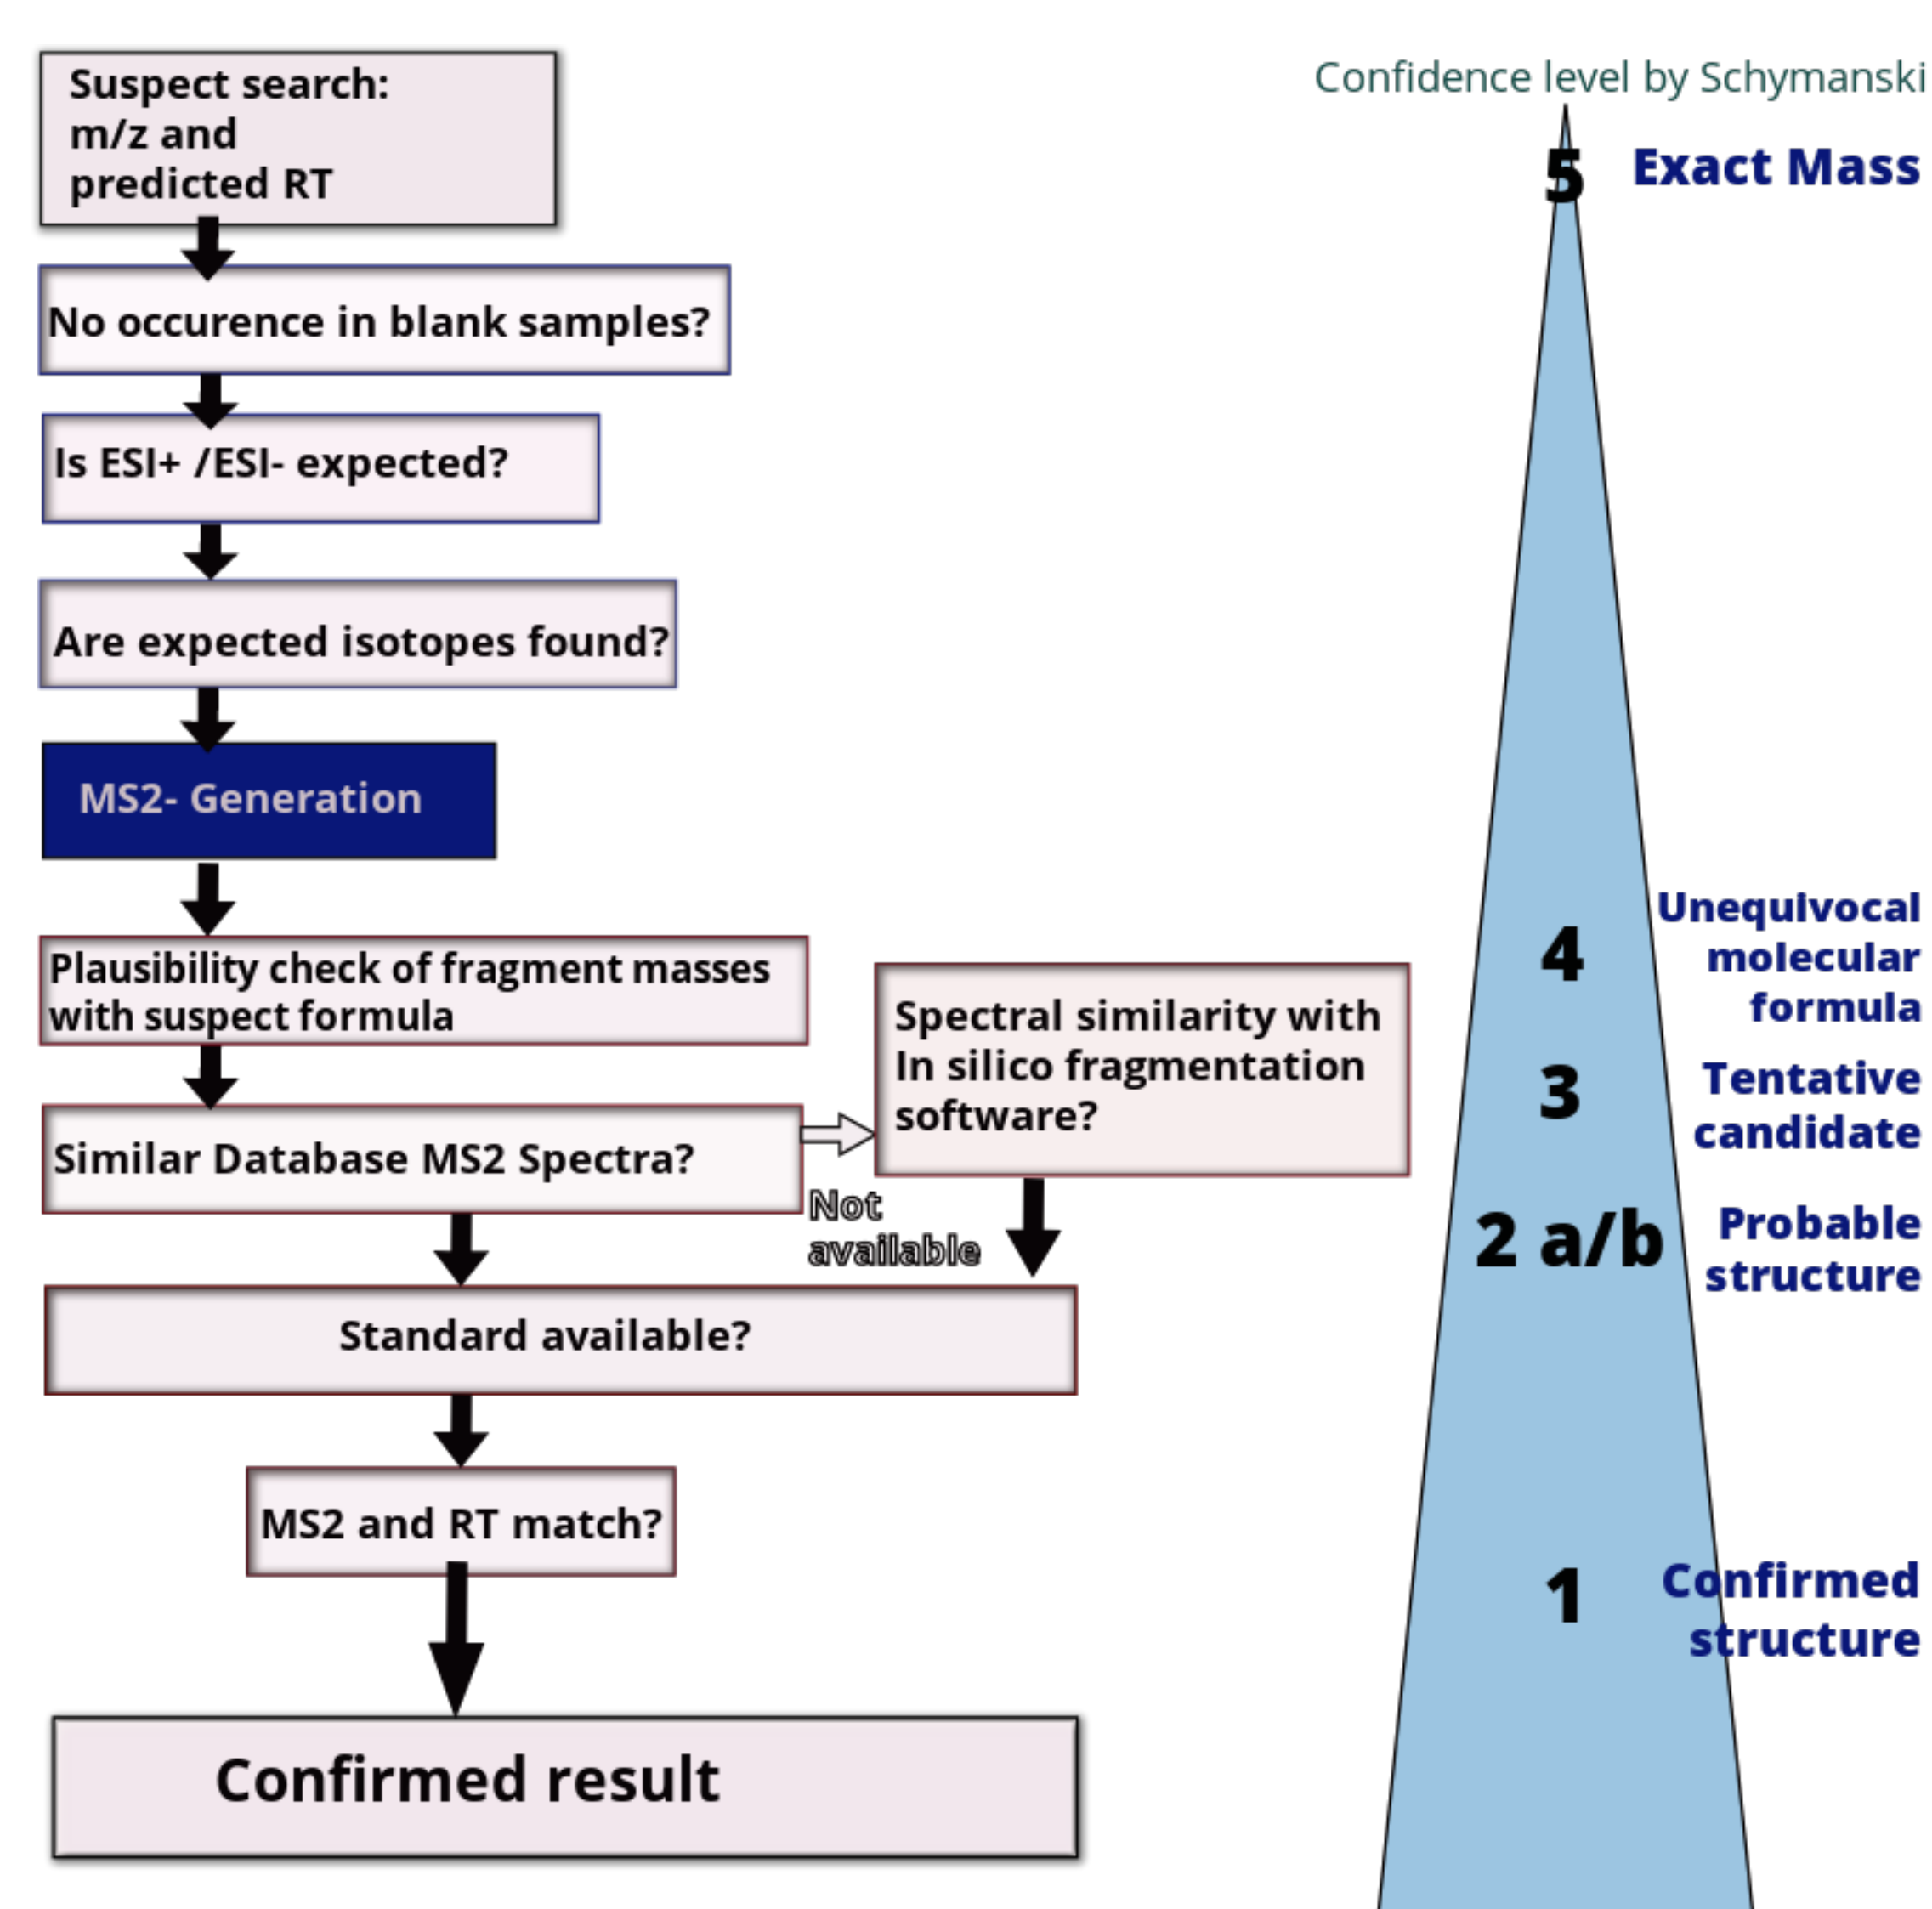 Suspect search:
m/z and
predicted RT
No occurence in blank samples?
Is ESI+ /ESI- expected?
Are expected isotopes found?
MS2- Generation
Plausibility check of fragment masses
with suspect formula
Similar Database MS2 Spectra?
Not
available
Spectral similarity with
In silico fragmentation
software?
Standard available?
MS2 and RT match?
Confirmed result
Confidence level by Schymanski
5 Exact Mass
4
Unequivocal
molecular
formula
3
Tentative
candidate
2 a/b
Probable
structure
1
Confirmed
structure